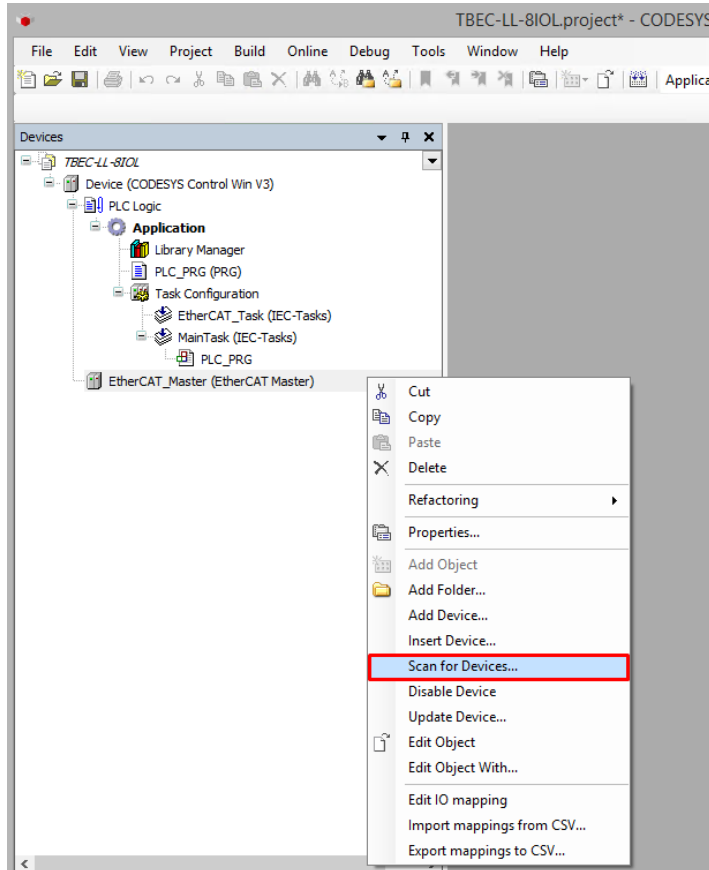 TBEC-LL-8IOL.project* - CODESYS
File Edit View Project Build Online Debug Tools Window Help
Applica
Devices
TBEC-LL-8IOL
Device (CODESYS Control Win V3)
PLC Logic
Application
Library Manager
PLC_PRG (PRG)
Task Configuration
EtherCAT_Task (IEC-Tasks)
MainTask (IEC-Tasks)
PLC_PRG
EtherCAT_Master (EtherCAT Master)
Cut
Copy
Paste
Delete
Refactoring
Properties...
Add Object
Add Folder...
Add Device...
Insert Device...
Scan for Devices...
Disable Device
Update Device...
Edit Object
Edit Object With...
Edit IO mapping
Import mappings from CSV...
Export mappings to CSV...